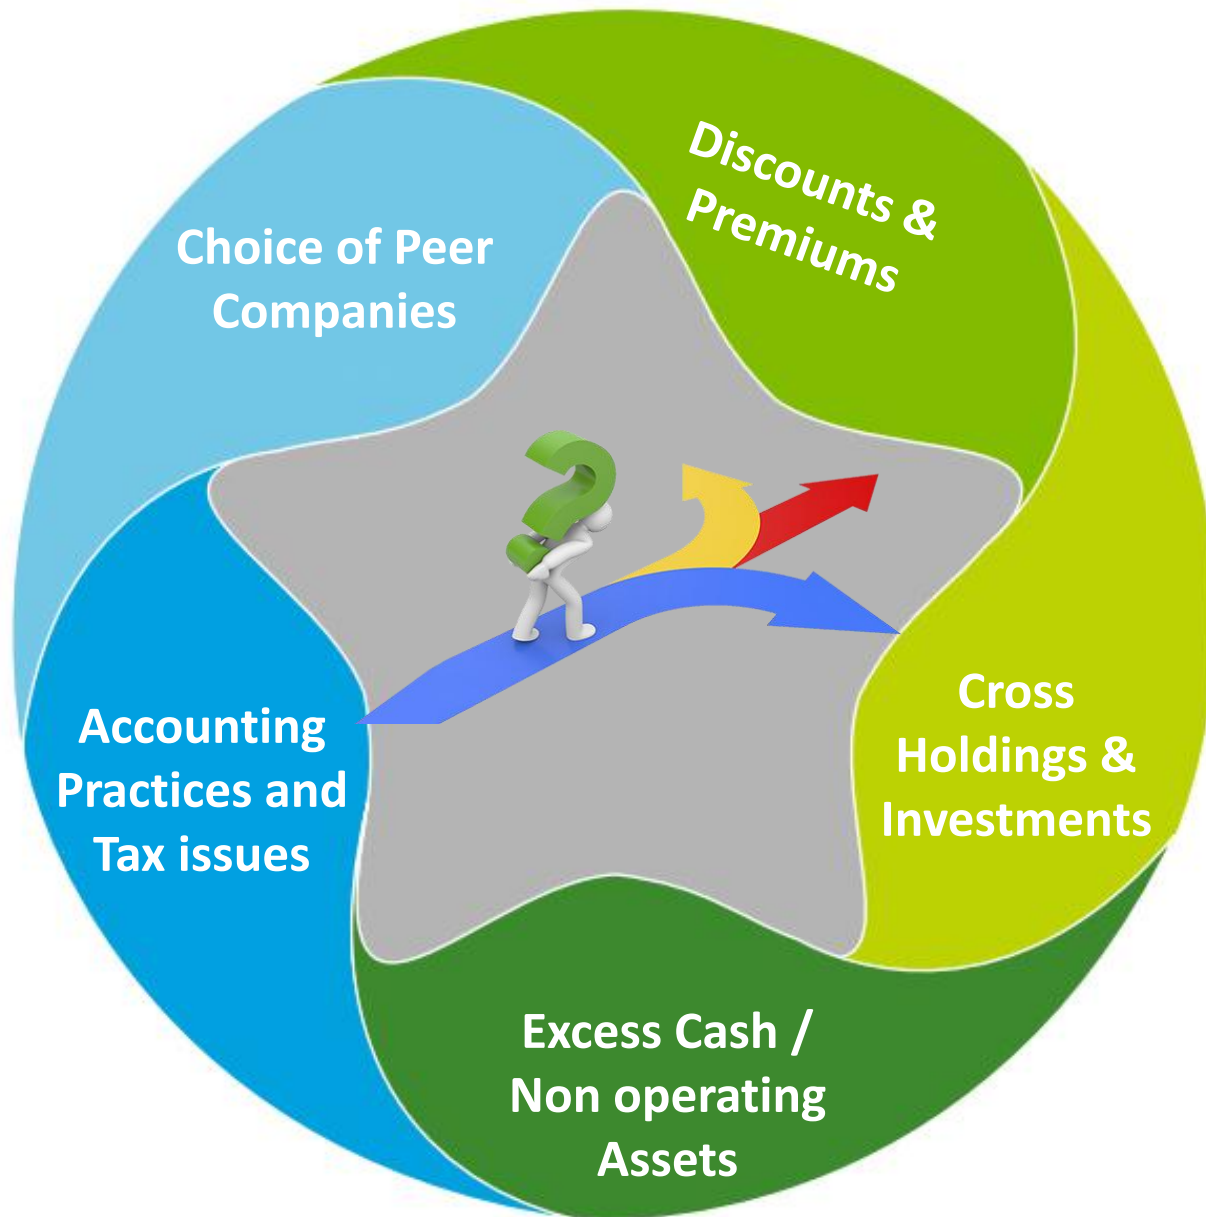 Discounts &
Premiums
Choice of Peer
Companies
Cross
Holdings &
Investments
Accounting
Practices and
Tax issues
Excess Cash /
Non operating
Assets
?